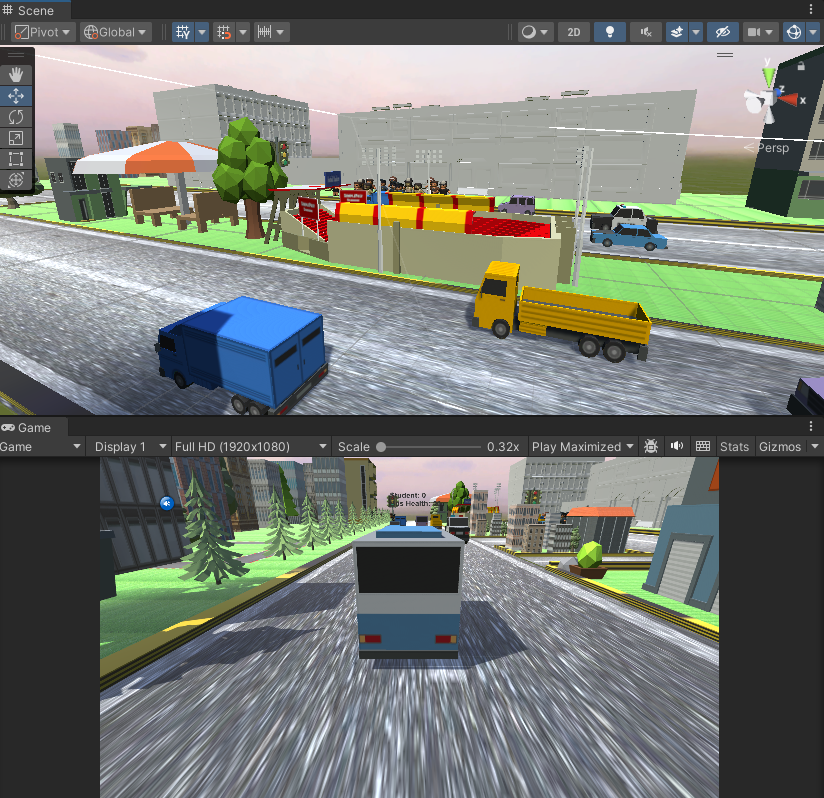 Scene
Pivot Global 2D
y
z
x
Persp
Game
Game Display 1 Full HD (1920x1080) Scale 0.32x Play Maximized Stats Gizmos
Student: 0
Health: